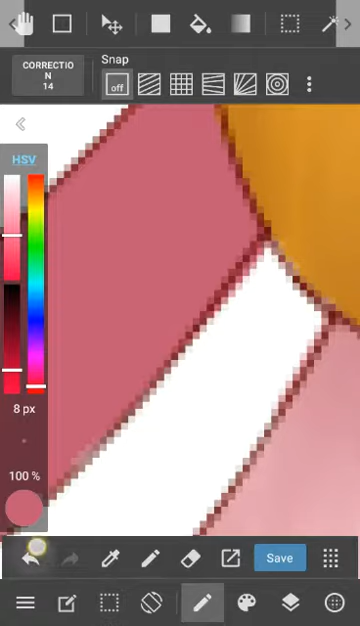 CORRECTIO
N
14
Snap
off
HSV
8 px
100 %
Save